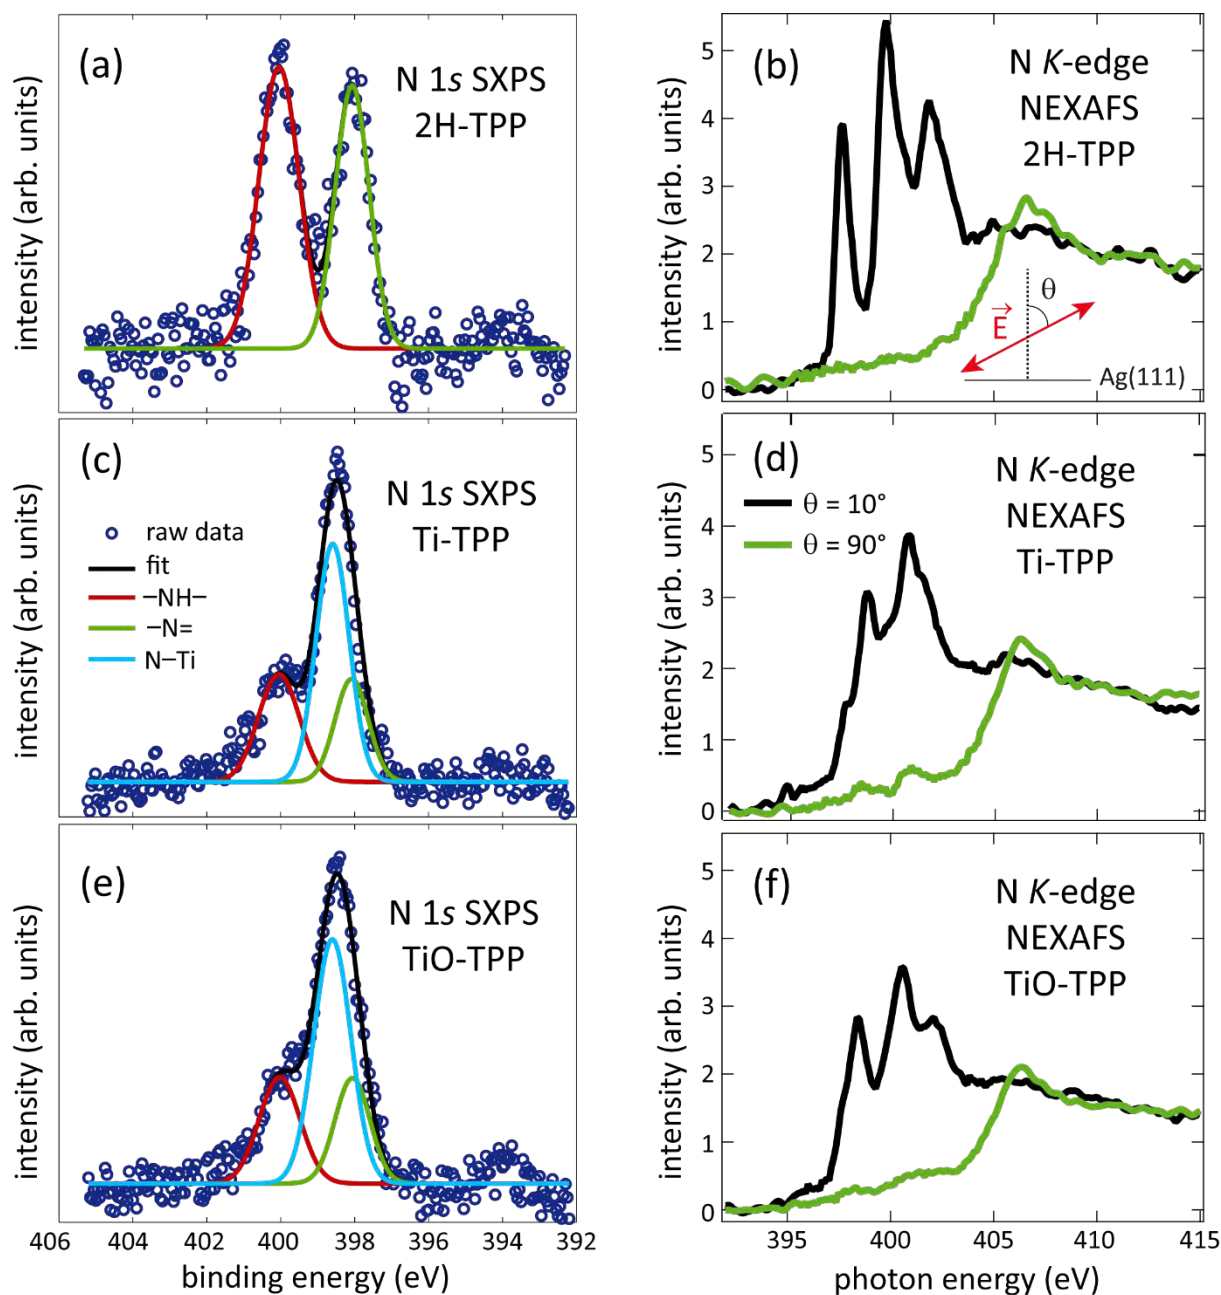 (a)
N 1s SXPS
2H-TPP
intensity (arb. units)
(b)
N K-edge
NEXAFS
2H-TPP
intensity (arb. units)
5
4
3
2
1
0
θ
E
Ag(111)
(c)
N 1s SXPS
Ti-TPP
raw data
fit
–NH–
–N=
N–Ti
intensity (arb. units)
(d)
N K-edge
NEXAFS
Ti-TPP
θ = 10°
θ = 90°
intensity (arb. units)
5
4
3
2
1
0
(e)
N 1s SXPS
TiO-TPP
intensity (arb. units)
406 404 402 400 398 396 394 392
binding energy (eV)
(f)
N K-edge
NEXAFS
TiO-TPP
intensity (arb. units)
5
4
3
2
1
0
395 400 405 410 415
photon energy (eV)